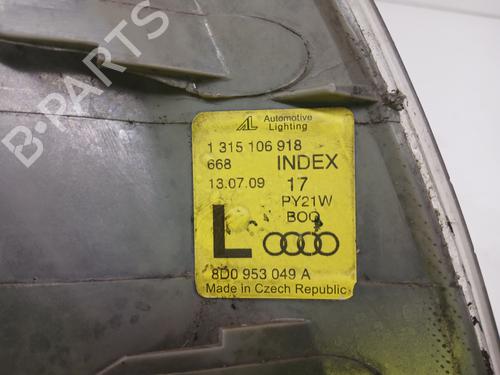 B-PARTS
AL Automotive
Lighting
1 315 106 918
668 INDEX
13.07.09 17
PY21W
BOO
L
8D0 953 049 A
Made in Czech Republic